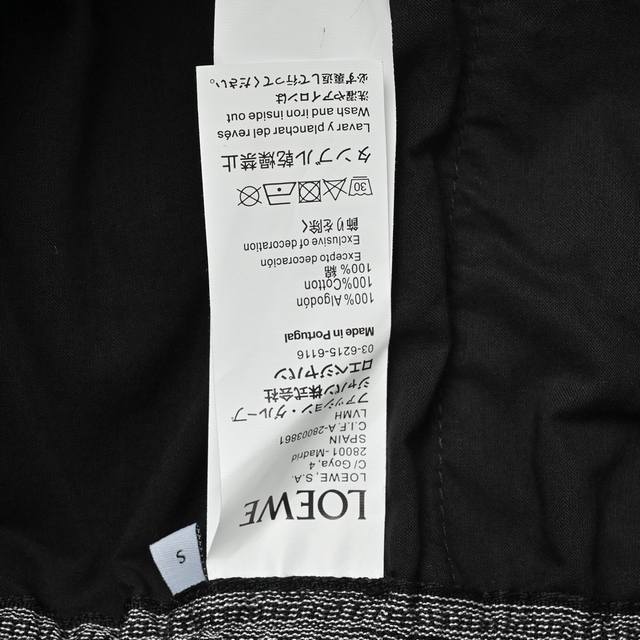 LOEWE
LOEWE, S.A.
C/ Goya, 4
28001-Madrid
SPAIN
C.I.F.A-28003861
LVMH
ファッション・グループ
ジャパン株式会社
ロエベジャパン
03-6215-6116
Made in Portugal
100%Algodón
100%Cotton
100%綿
Excepto decoración
Exclusive of decoration
飾りを除く
30
タンブル乾燥禁止
Lavar y planchar del revés
Wash and iron inside out
洗濯やアイロンは
必ず裏返して行ってください。
S